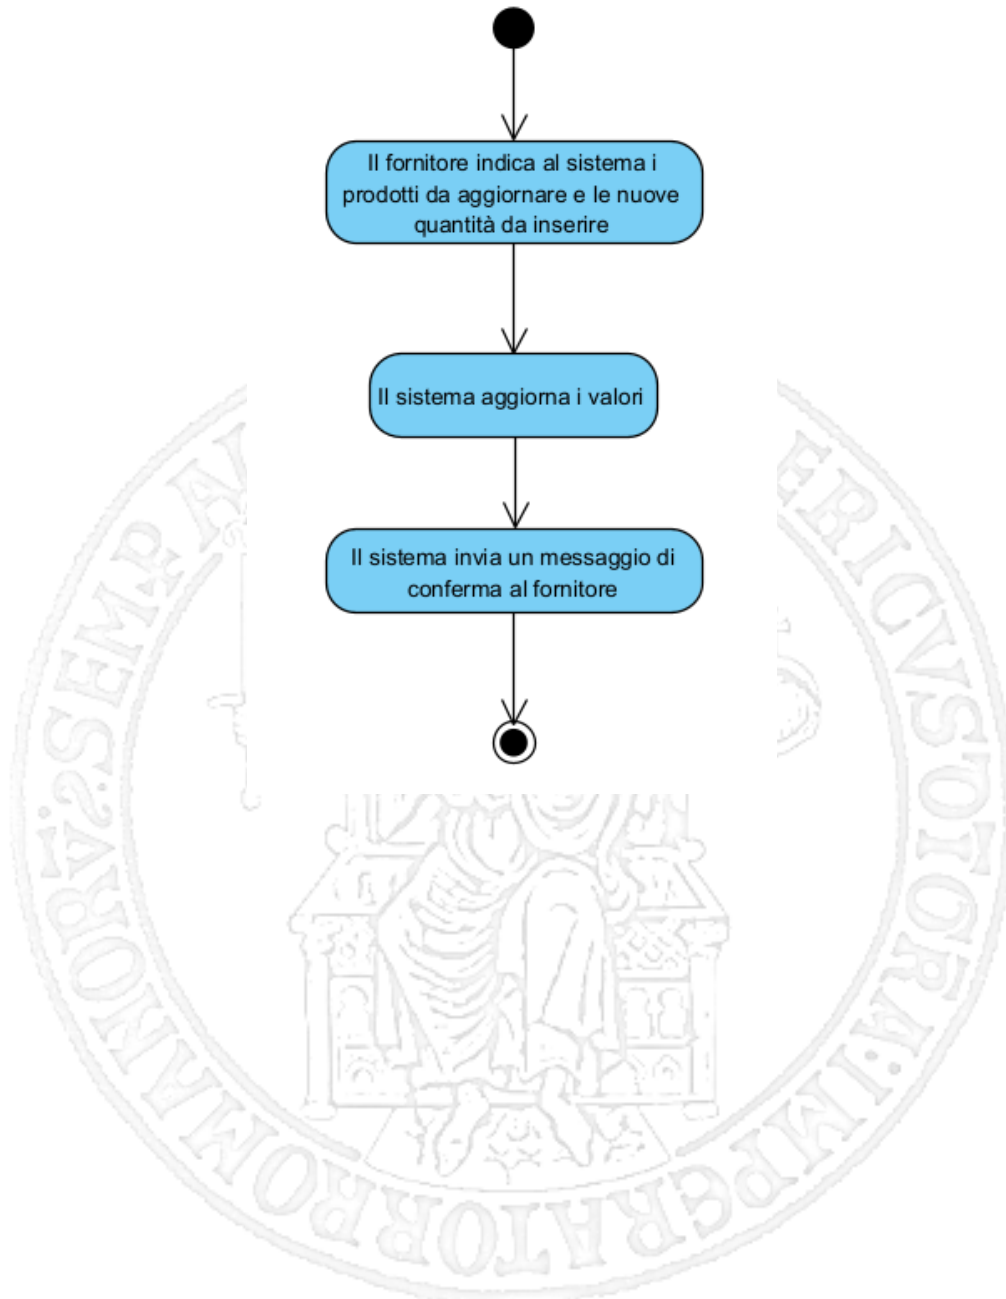 Il fornitore indica al sistema i
prodotti da aggiornare e le nuove
quantità da inserire
Il sistema aggiorna i valori
Il sistema invia un messaggio di
conferma al fornitore